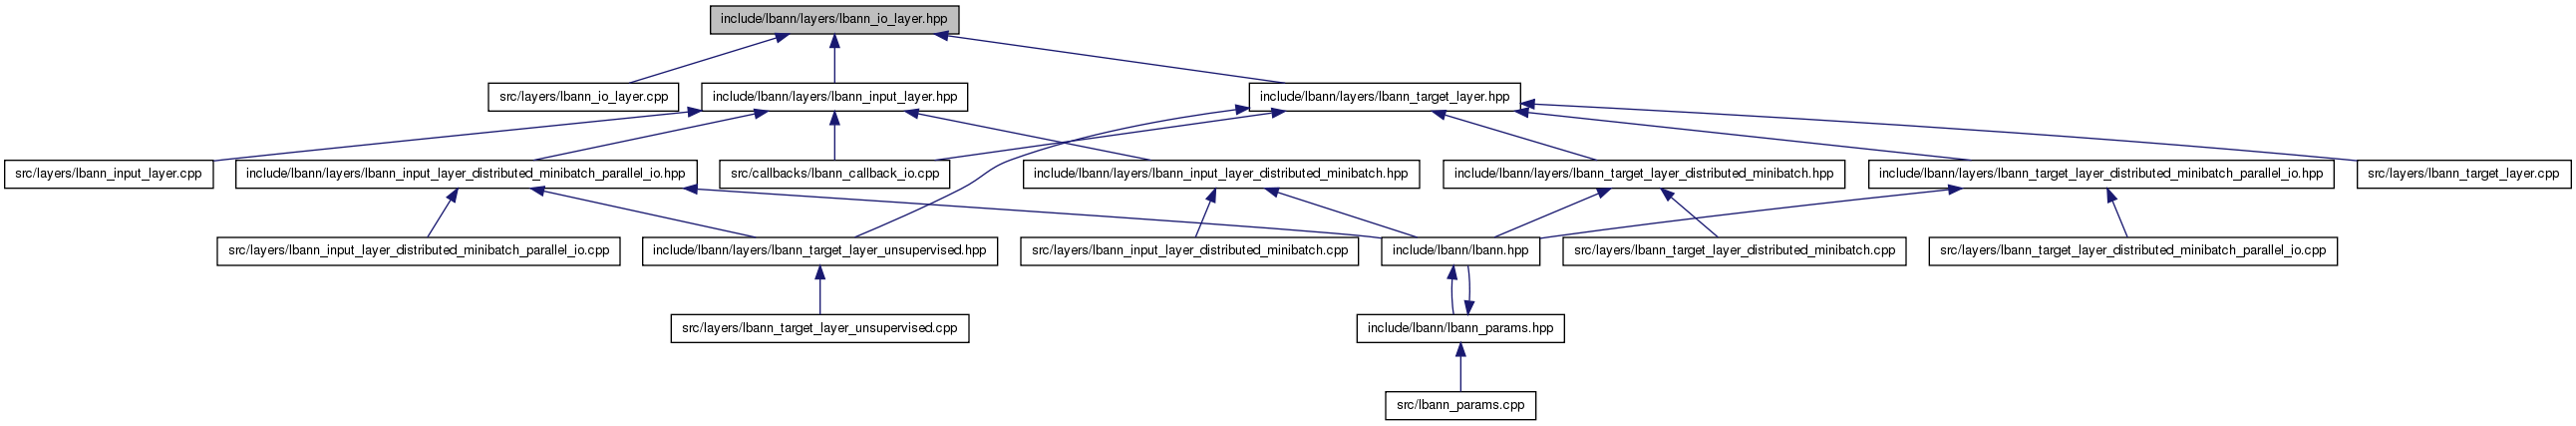 include/lbann/layers/lbann_io_layer.hpp
src/layers/lbann_io_layer.cpp
include/lbann/layers/lbann_input_layer.hpp
include/lbann/layers/lbann_target_layer.hpp
src/layers/lbann_input_layer.cpp
include/lbann/layers/lbann_input_layer_distributed_minibatch_parallel_io.hpp
src/callbacks/lbann_callback_io.cpp
include/lbann/layers/lbann_input_layer_distributed_minibatch.hpp
include/lbann/layers/lbann_target_layer_distributed_minibatch.hpp
include/lbann/layers/lbann_target_layer_distributed_minibatch_parallel_io.hpp
src/layers/lbann_target_layer.cpp
src/layers/lbann_input_layer_distributed_minibatch_parallel_io.cpp
include/lbann/layers/lbann_target_layer_unsupervised.hpp
src/layers/lbann_input_layer_distributed_minibatch.cpp
include/lbann/lbann.hpp
src/layers/lbann_target_layer_distributed_minibatch.cpp
src/layers/lbann_target_layer_distributed_minibatch_parallel_io.cpp
src/layers/lbann_target_layer_unsupervised.cpp
include/lbann/lbann_params.hpp
src/lbann_params.cpp